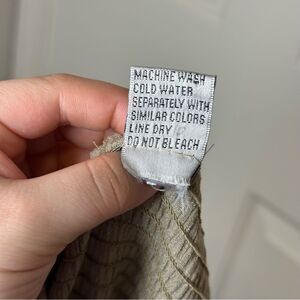 MACHINE WASH
COLD WATER
SEPARATELY WITH
SIMILAR COLORS
LINE DRY
DO NOT BLEACH